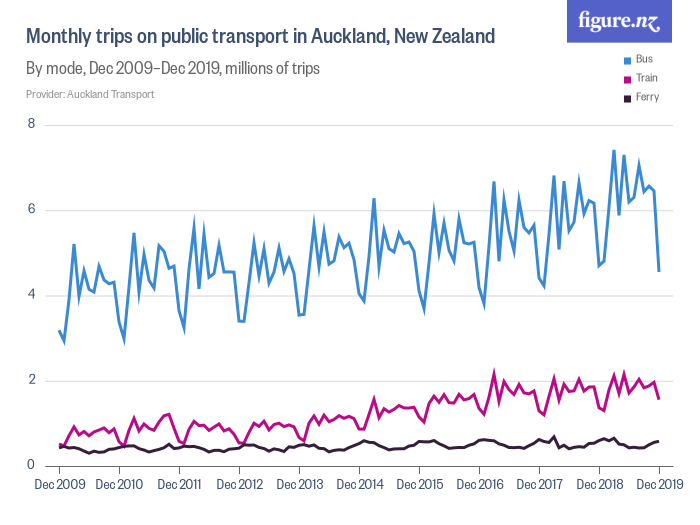 figure.nz
Monthly trips on public transport in Auckland, New Zealand
By mode, Dec 2009–Dec 2019, millions of trips
Provider: Auckland Transport
Bus
Train
Ferry
8
6
4
2
0
Dec 2009 Dec 2010 Dec 2011 Dec 2012 Dec 2013 Dec 2014 Dec 2015 Dec 2016 Dec 2017 Dec 2018 Dec 2019